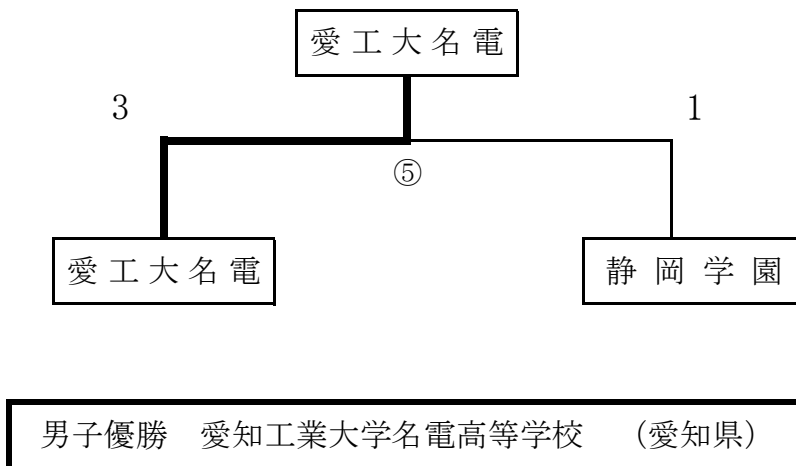 愛工大名電
3 1
⑤
愛工大名電 静岡学園
男子優勝 愛知工業大学名電高等学校 (愛知県)